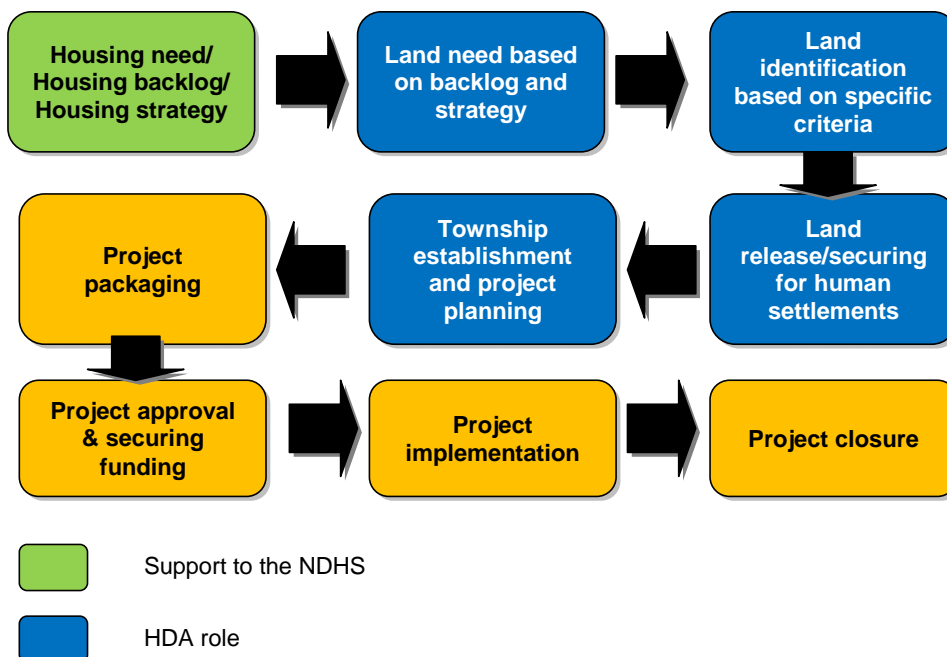 Housing need/
Housing backlog/
Housing strategy
Land need based
on backlog and
strategy
Land
identification
based on specific
criteria
Land
release/securing
for human
settlements
Township
establishment
and project
planning
Project
packaging
Project approval
& securing
funding
Project
implementation
Project closure
Support to the NDHS
HDA role